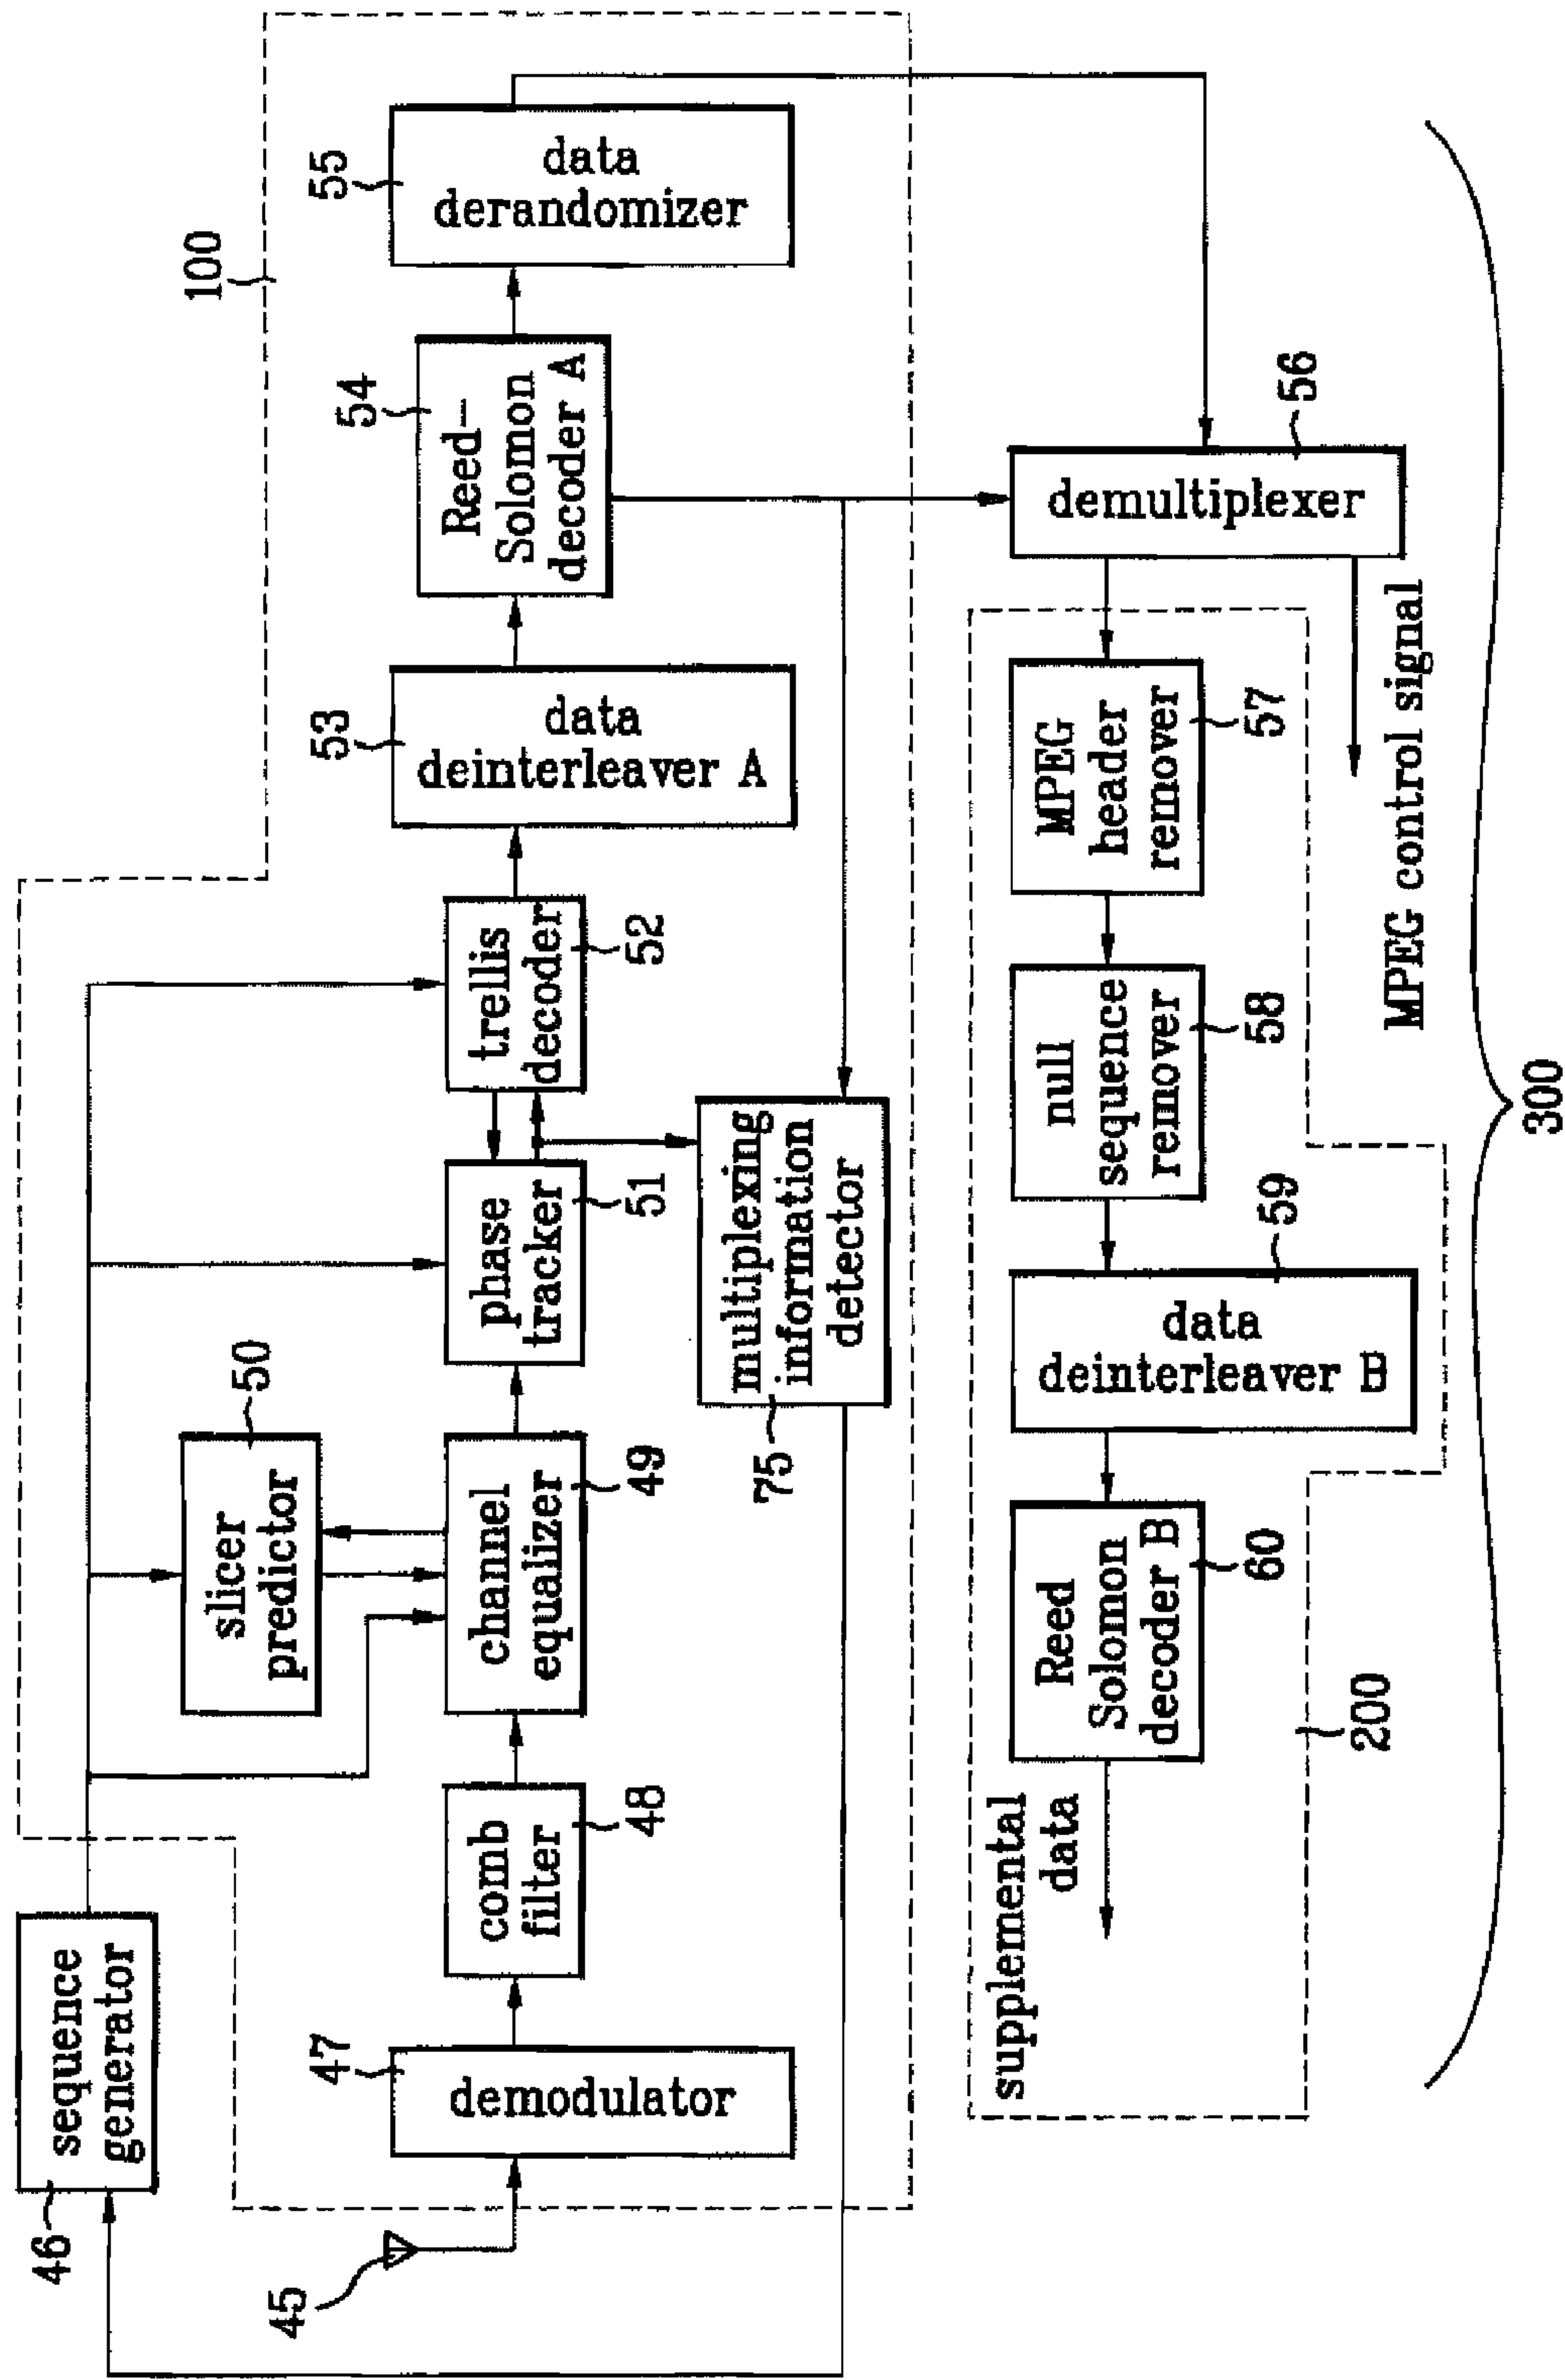 46
sequence
generator
100
50
slicer
predictor
45
47
demodulator
comb
filter
48
channel
equalizer
49
phase
tracker
51
trellis
decoder
52
53
data
deinterleaver A
54
Reed-
Solomon
decoder A
55
data
derandomizer
75
multiplexing
information
detector
supplemental
data
Reed
Solomon
decoder B
60
data
deinterleaver B
59
null
sequence
remover
58
MPEG
header
remover
57
demultiplexer
56
200
MPEG control signal
300